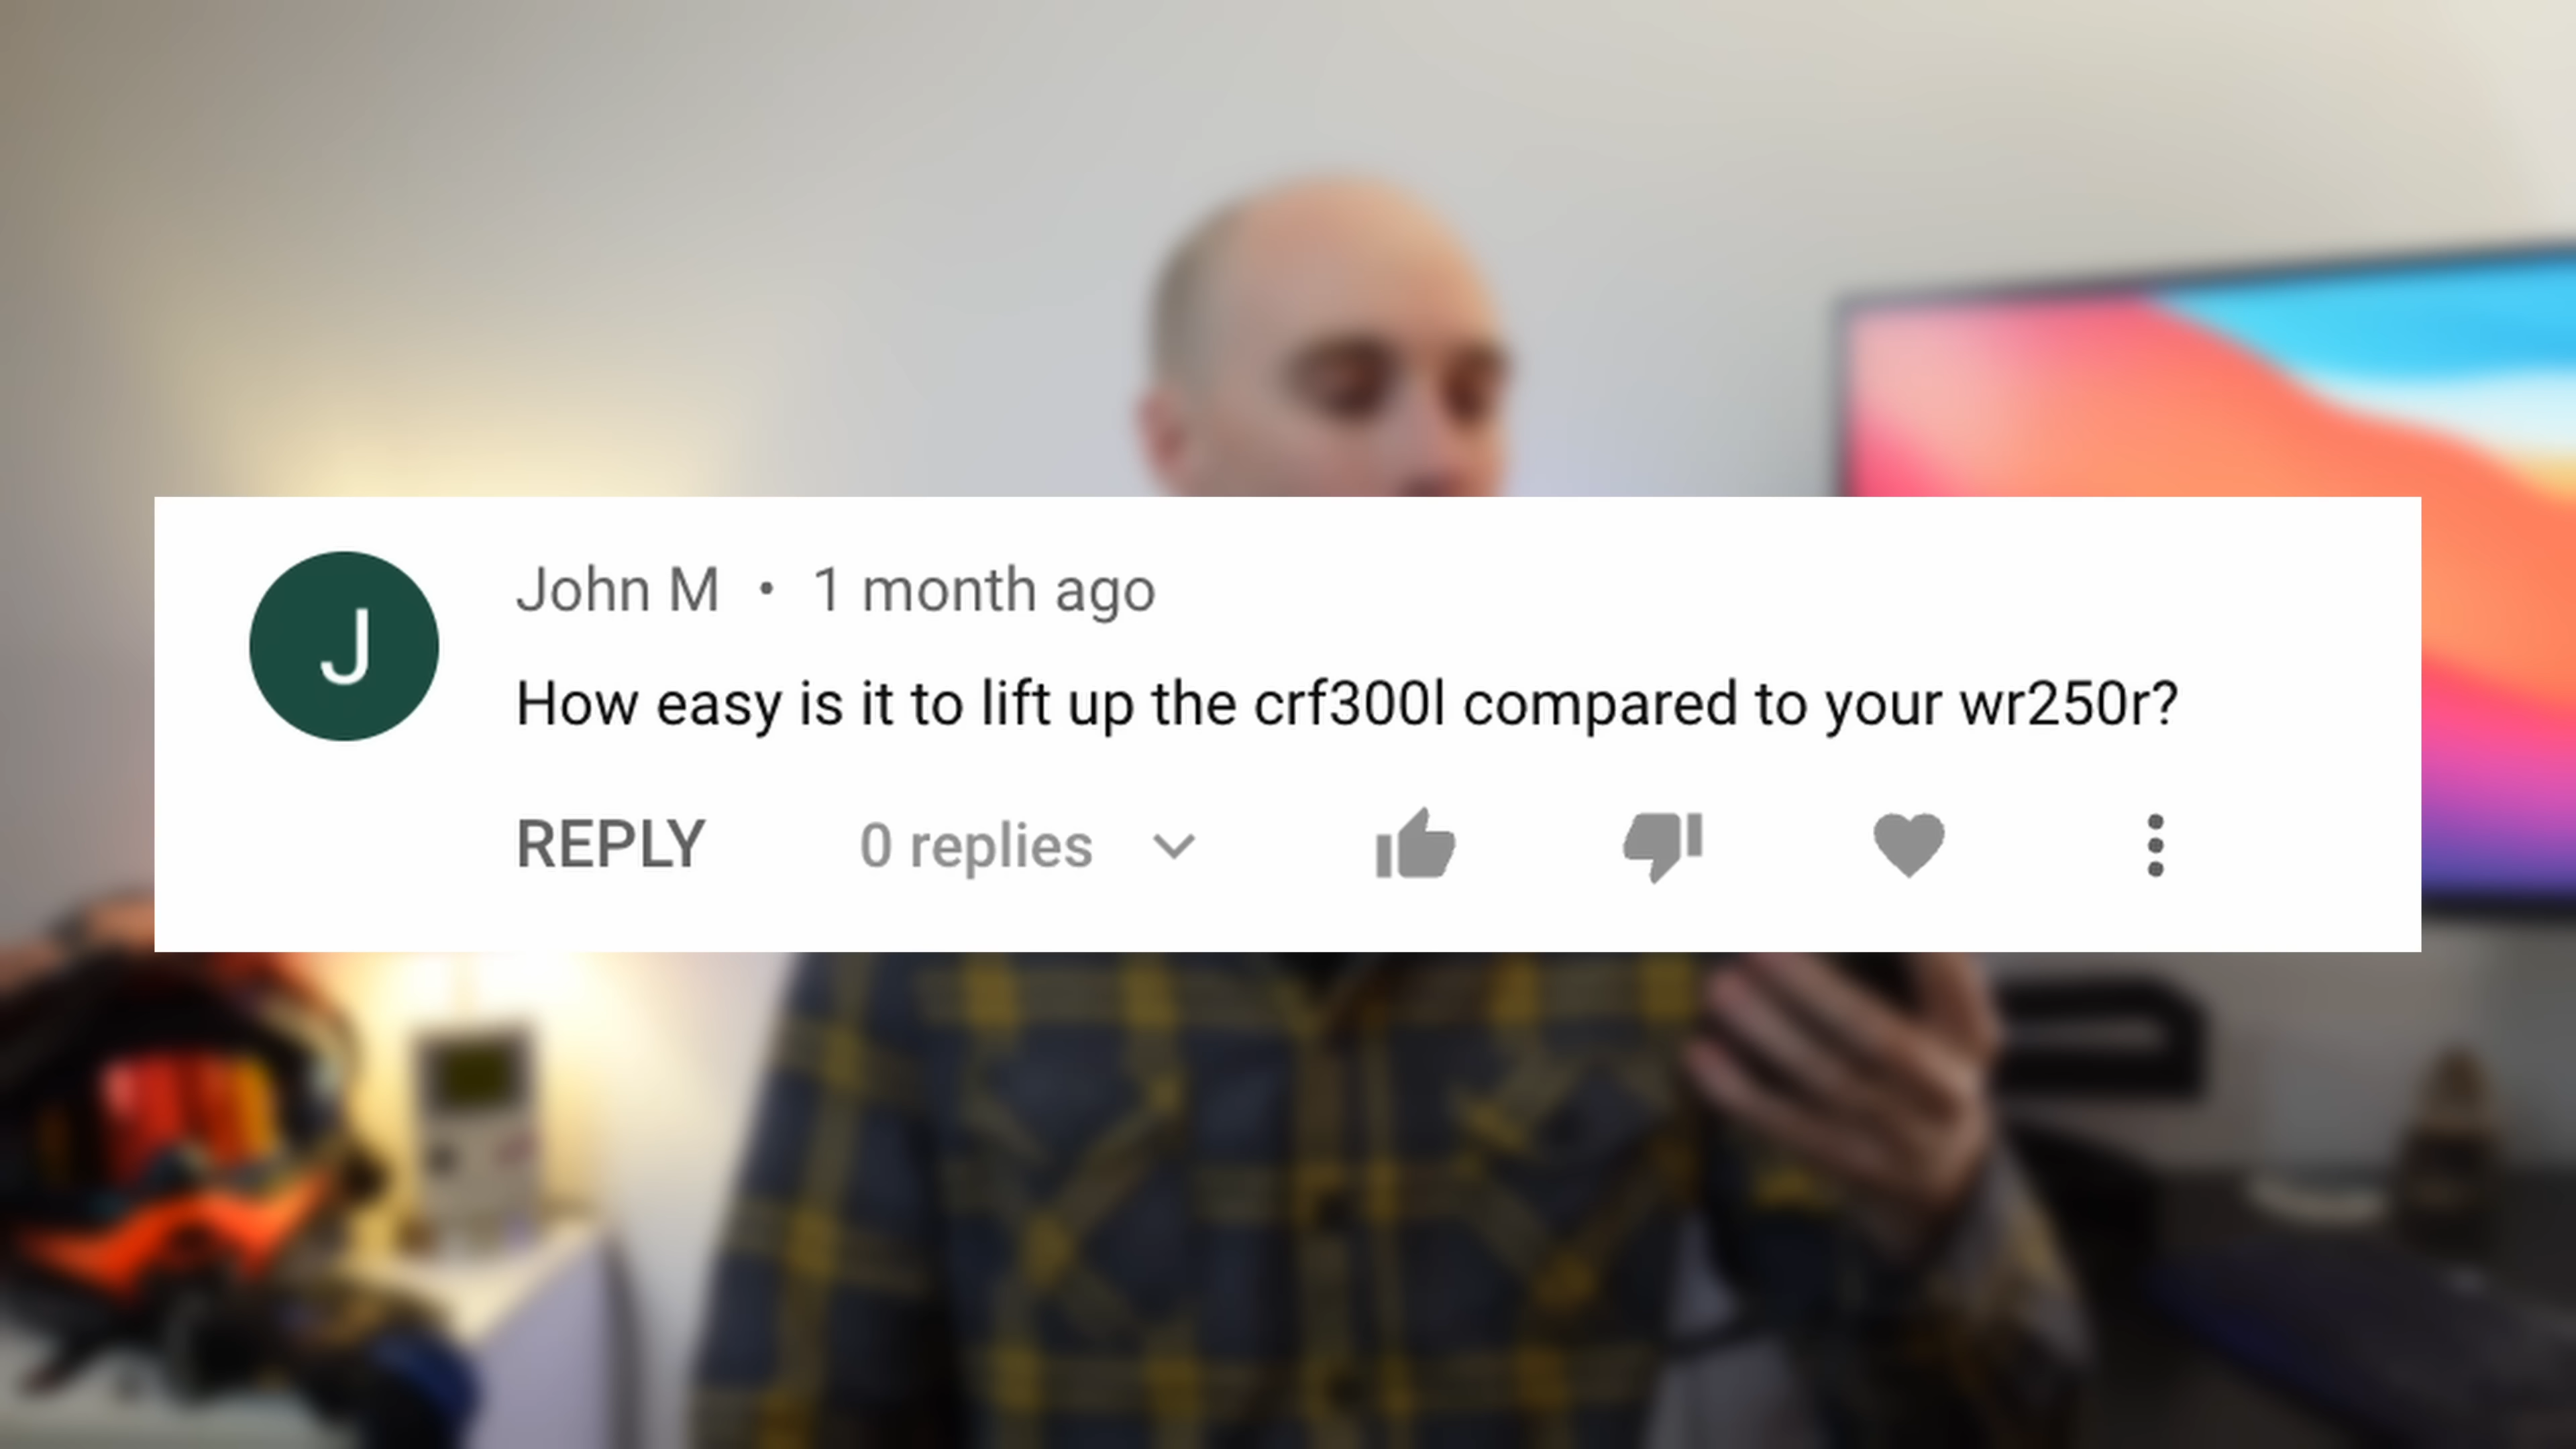 J
John M • 1 month ago
How easy is it to lift up the crf300l compared to your wr250r?
REPLY 0 replies